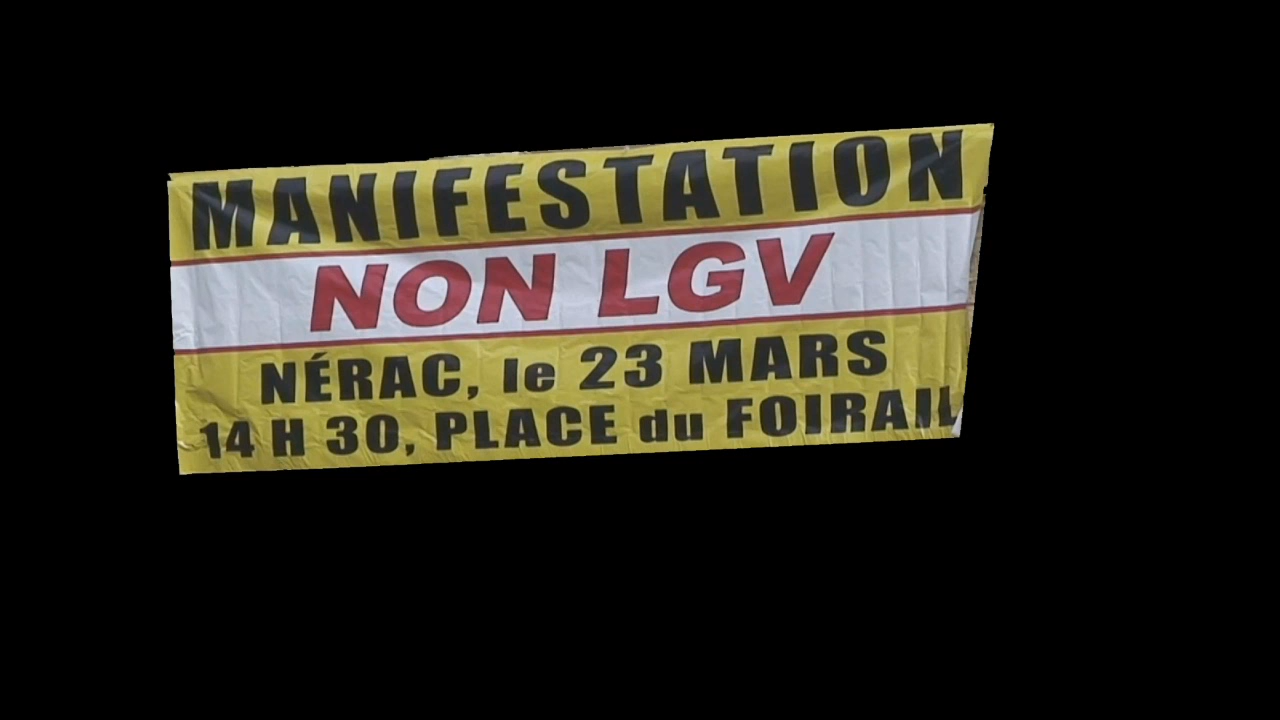 MANIFESTATION
NON LGV
NÉRAC, le 23 MARS
14 H 30, PLACE du FOIRAIL